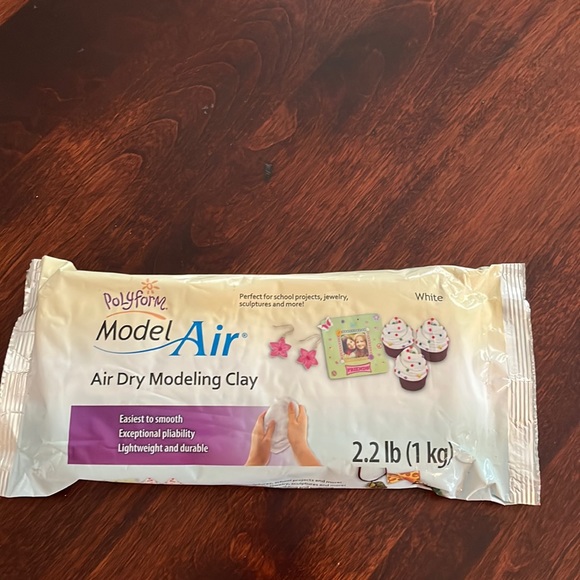 Polyform
Perfect for school projects, jewelry,
sculptures and more!
White
Model Air®
Air Dry Modeling Clay
Easiest to smooth
Exceptional pliability
Lightweight and durable
2.2 lb (1 kg)